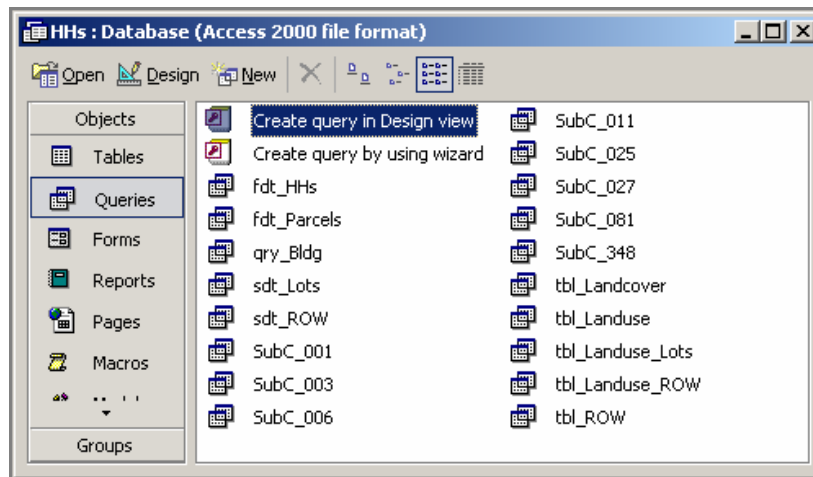 HHs : Database (Access 2000 file format)
Open Design New
Objects
Tables
Queries
Forms
Reports
Pages
Macros
Groups
Create query in Design view
Create query by using wizard
fdt_HHs
fdt_Parcels
qry_Bldg
sdt_Lots
sdt_ROW
SubC_001
SubC_003
SubC_006
SubC_011
SubC_025
SubC_027
SubC_081
SubC_348
tbl_Landcover
tbl_Landuse
tbl_Landuse_Lots
tbl_Landuse_ROW
tbl_ROW